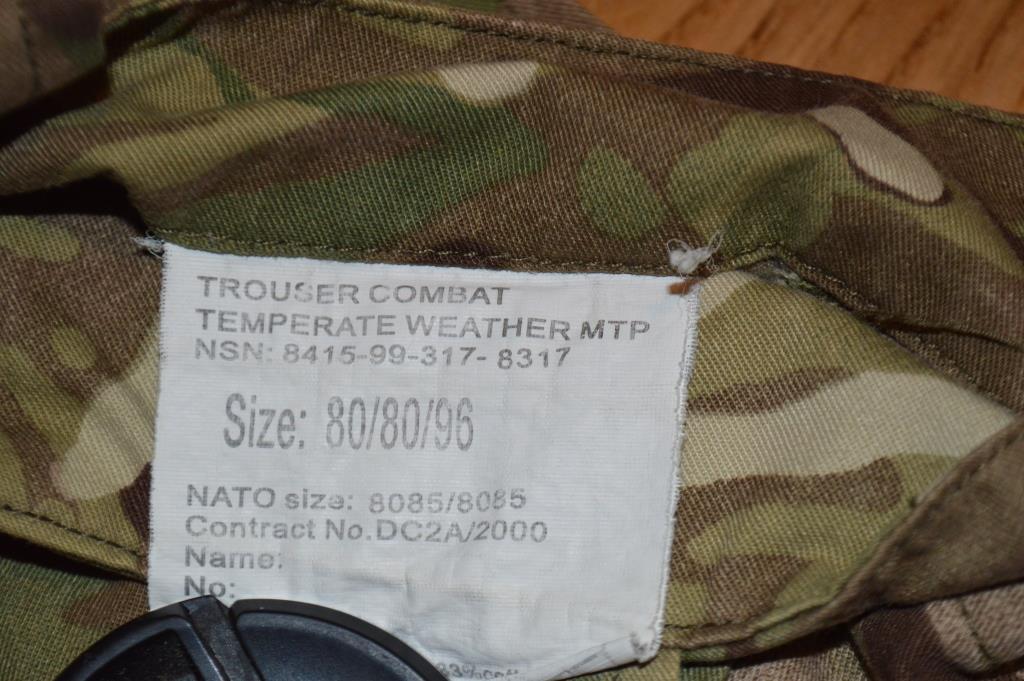 TROUSER COMBAT
TEMPERATE WEATHER MTP
NSN: 8415-99-317- 8317
Size: 80/80/96
NATO size: 8085/8085
Contract No.DC2A/2000
Name:
No: